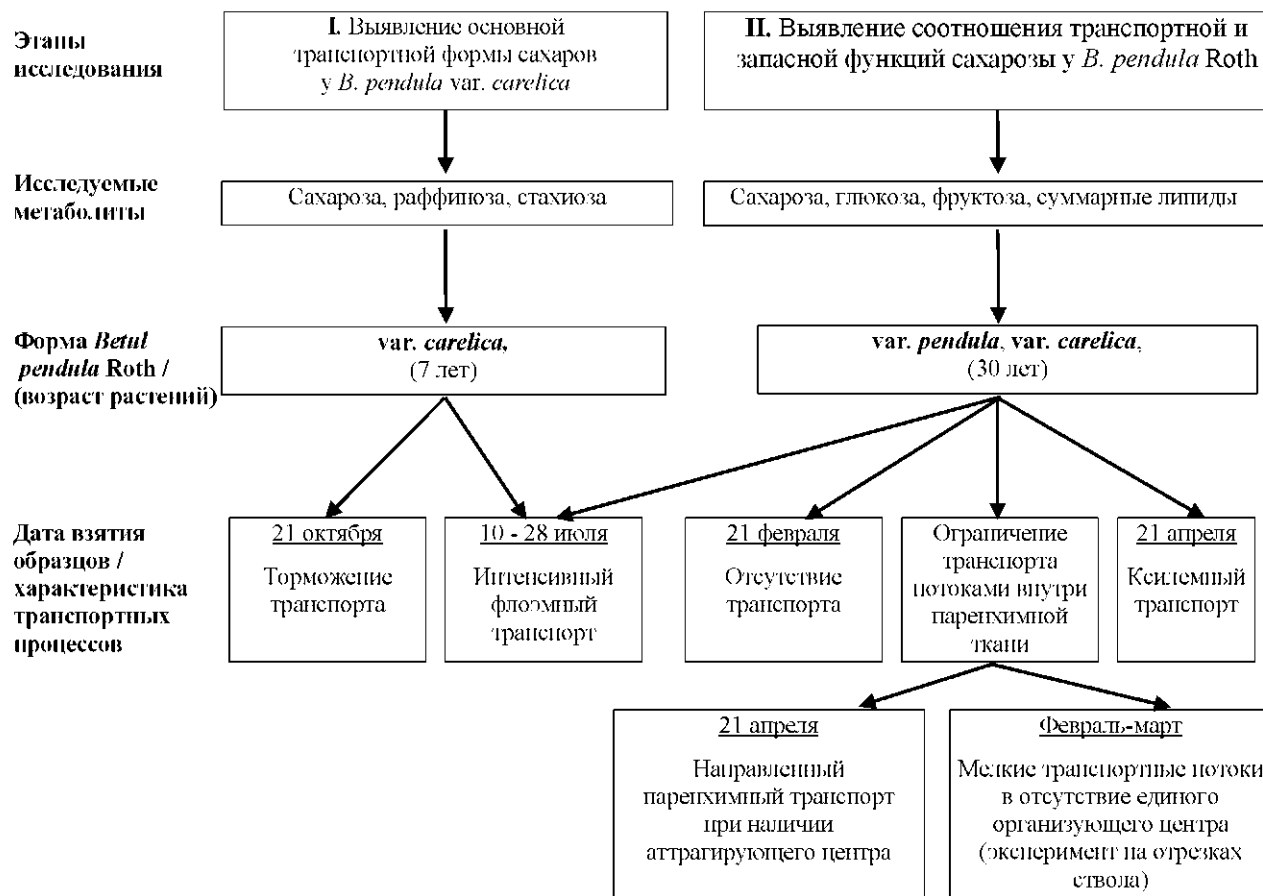 Этапы
исследования
I. Выявление основной
транспортной формы сахаров
у B. pendula var. carelica
II. Выявление соотношения транспортной и
запасной функций сахарозы у B. pendula Roth
Исследуемые
метаболиты
Сахароза, раффиноза, стахиоза
Сахароза, глюкоза, фруктоза, суммарные липиды
Форма Betul
pendula Roth /
(возраст растений)
var. carelica,
(7 лет)
var. pendula, var. carelica,
(30 лет)
Дата взятия
образцов /
характеристика
транспортных
процессов
21 октября
Торможение
транспорта
10 - 28 июля
Интенсивный
флоэмный
транспорт
21 февраля
Отсутствие
транспорта
Ограничение
транспорта
потоками внутри
паренхимной
ткани
21 апреля
Ксилемный
транспорт
21 апреля
Направленный
паренхимный транспорт
при наличии
аттрагирующего центра
Февраль-март
Мелкие транспортные потоки
в отсутствие единого
организующего центра
(эксперимент на отрезках
ствола)